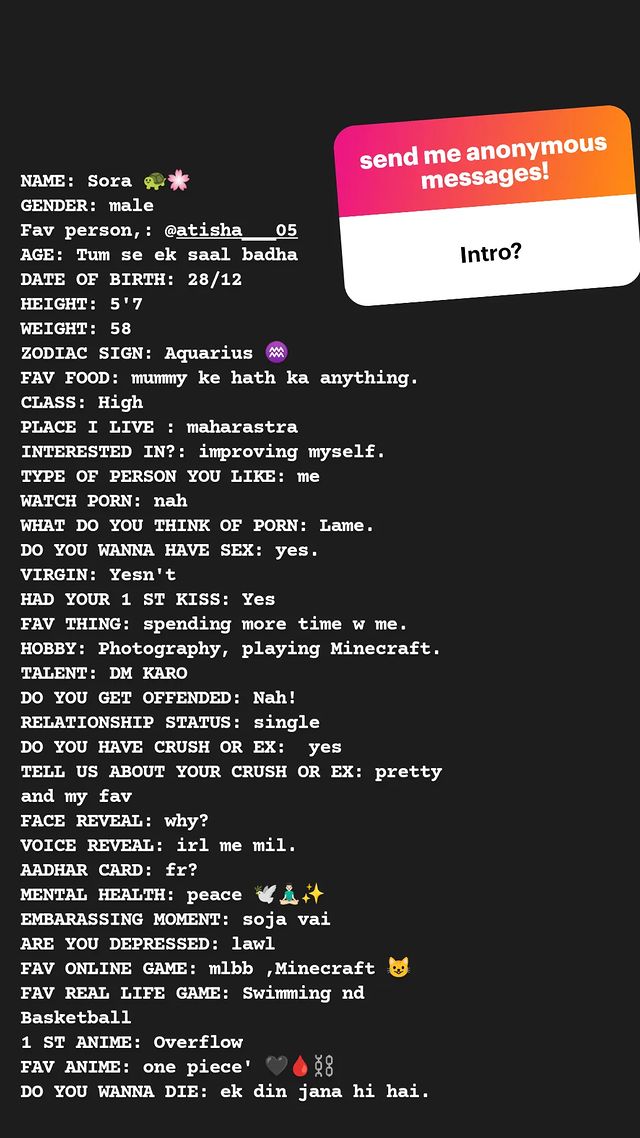 send me anonymous
messages!
Intro?
NAME: Sora 🐢🌸
GENDER: male
Fav person,: @atisha___05
AGE: Tum se ek saal badha
DATE OF BIRTH: 28/12
HEIGHT: 5'7
WEIGHT: 58
ZODIAC SIGN: Aquarius ♒
FAV FOOD: mummy ke hath ka anything.
CLASS: High
PLACE I LIVE : maharastra
INTERESTED IN?: improving myself.
TYPE OF PERSON YOU LIKE: me
WATCH PORN: nah
WHAT DO YOU THINK OF PORN: Lame.
DO YOU WANNA HAVE SEX: yes.
VIRGIN: Yesn't
HAD YOUR 1 ST KISS: Yes
FAV THING: spending more time w me.
HOBBY: Photography, playing Minecraft.
TALENT: DM KARO
DO YOU GET OFFENDED: Nah!
RELATIONSHIP STATUS: single
DO YOU HAVE CRUSH OR EX:  yes
TELL US ABOUT YOUR CRUSH OR EX: pretty
and my fav
FACE REVEAL: why?
VOICE REVEAL: irl me mil.
AADHAR CARD: fr?
MENTAL HEALTH: peace 🕊🧘🏻‍♂️✨
EMBARASSING MOMENT: soja vai
ARE YOU DEPRESSED: lawl
FAV ONLINE GAME: mlbb ,Minecraft 😺
FAV REAL LIFE GAME: Swimming nd
Basketball
1 ST ANIME: Overflow
FAV ANIME: one piece' 🖤🩸⛓
DO YOU WANNA DIE: ek din jana hi hai.